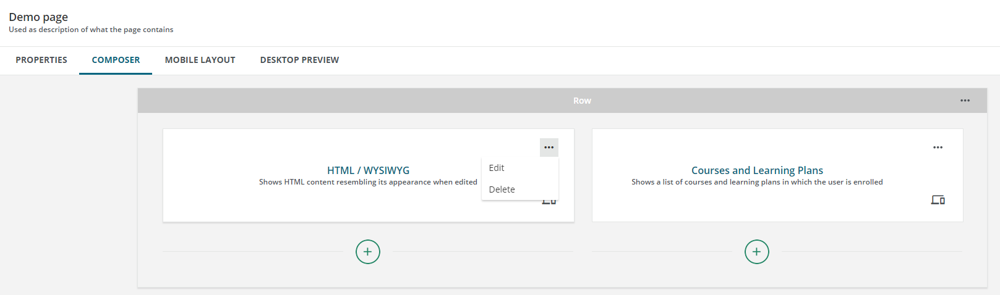 Demo page
Used as description of what the page contains
PROPERTIES COMPOSER MOBILE LAYOUT DESKTOP PREVIEW
Row
HTML / WYSIWYG
Shows HTML content resembling its appearance when edited
Edit
Delete
Courses and Learning Plans
Shows a list of courses and learning plans in which the user is enrolled